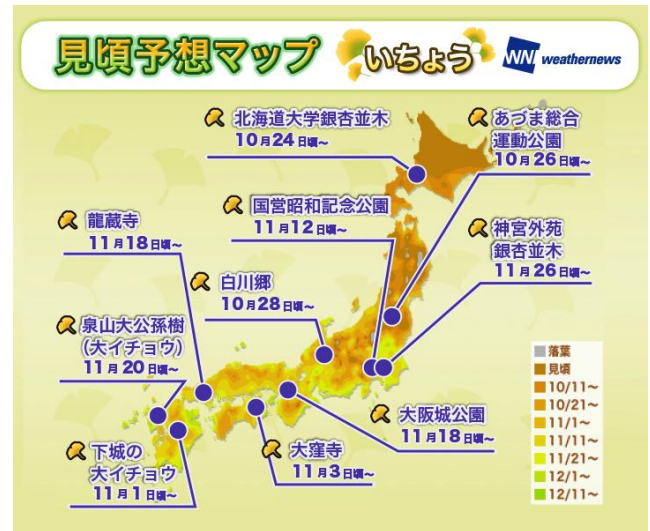 見頃予想マップ
いちょう
WNI weathernews
北海道大学銀杏並木
10月24日頃〜
あづま総合
運動公園
10月26日頃〜
国営昭和記念公園
11月12日頃〜
龍蔵寺
11月18日頃〜
神宮外苑
銀杏並木
11月26日頃〜
白川郷
10月28日頃〜
泉山大公孫樹
(大イチョウ)
11月20日頃〜
大阪城公園
11月18日頃〜
下城の
大イチョウ
11月1日頃〜
大窪寺
11月3日頃〜
落葉
見頃
10/11〜
10/21〜
11/1〜
11/11〜
11/21〜
12/1〜
12/11〜